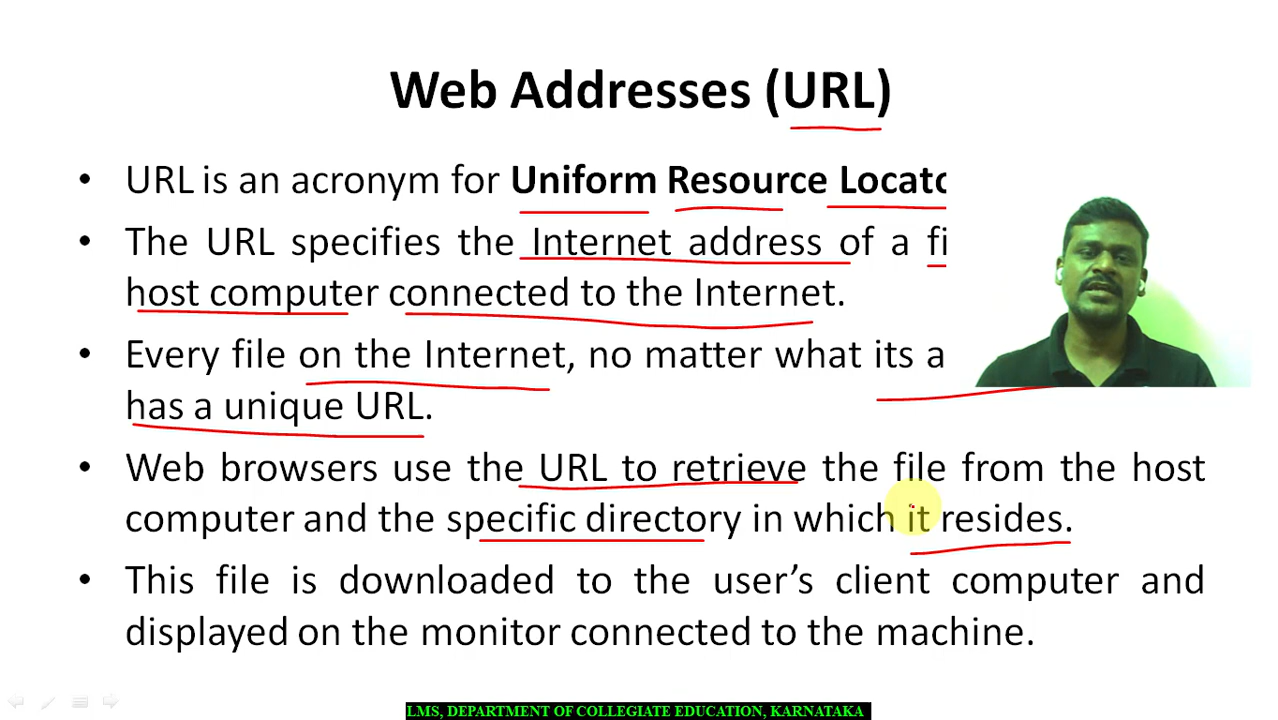 Web Addresses (URL)
• URL is an acronym for Uniform Resource
• The URL specifies the Internet address of a
host computer connected to the Internet.
• Every file on the Internet, no matter what its
has a unique URL.
• Web browsers use the URL to retrieve the file from the host
computer and the specific directory in which it resides.
• This file is downloaded to the user’s client computer and
displayed on the monitor connected to the machine.
LMS, DEPARTMENT OF COLLEGIATE EDUCATION, KARNATAKA